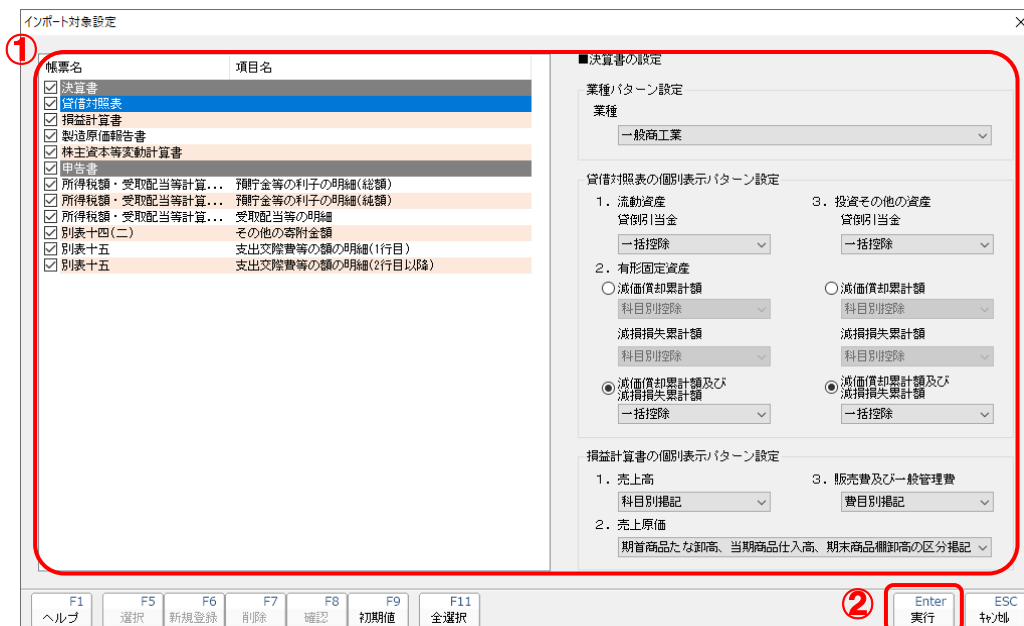 インポート対象設定
①
帳票名 項目名
決算書
貸借対照表
損益計算書
製造原価報告書
株主資本等変動計算書
申告書
所得税額・受取配当等計算... 預貯金等の利子の明細(総額)
所得税額・受取配当等計算... 預貯金等の利子の明細(純額)
所得税額・受取配当等計算... 受取配当等の明細
別表十四(二) その他の寄附金額
別表十五 支出交際費等の額の明細(1行目)
別表十五 支出交際費等の額の明細(2行目以降)
■決算書の設定
業種パターン設定
業種
一般商工業
貸借対照表の個別表示パターン設定
1. 流動資産 3. 投資その他の資産
貸倒引当金 貸倒引当金
一括控除 一括控除
2. 有形固定資産
減価償却累計額 減価償却累計額
科目別控除 科目別控除
減損損失累計額 減損損失累計額
科目別控除 科目別控除
減価償却累計額及び 減価償却累計額及び
減損損失累計額 減損損失累計額
一括控除 一括控除
損益計算書の個別表示パターン設定
1. 売上高 3. 販売費及び一般管理費
科目別掲記 費目別掲記
2. 売上原価
期首商品たな卸高、当期商品仕入高、期末商品棚卸高の区分掲記
②
F1 F5 F6 F7 F8 F9 F11 Enter ESC
ヘルプ 選択 新規登録 削除 確認 初期値 全選択 実行 ｷｬﾝｾﾙ